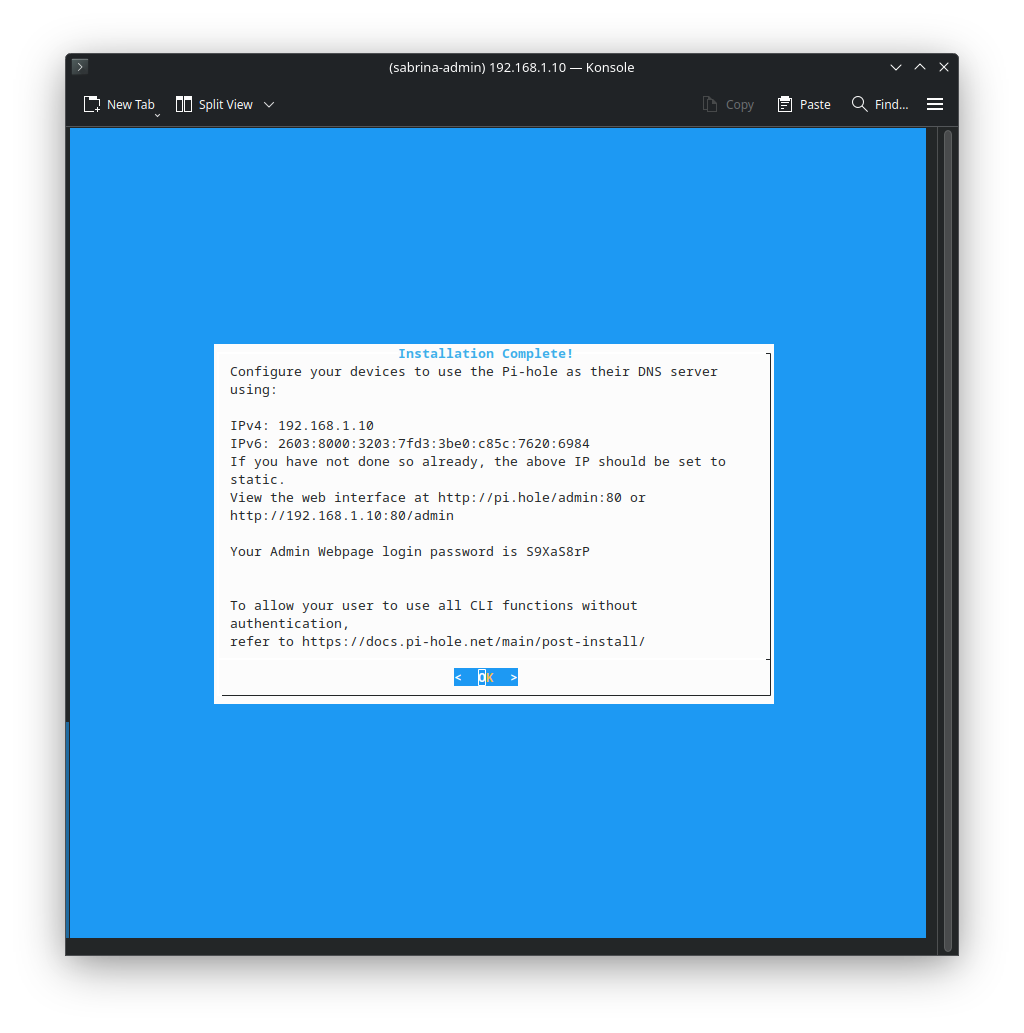 (sabrina-admin) 192.168.1.10 — Konsole
New Tab
Split View
Copy
Paste
Find...
Installation Complete!
Configure your devices to use the Pi-hole as their DNS server
using:
IPv4: 192.168.1.10
IPv6: 2603:8000:3203:7fd3:3be0:c85c:7620:6984
If you have not done so already, the above IP should be set to
static.
View the web interface at http://pi.hole/admin:80 or
http://192.168.1.10:80/admin
Your Admin Webpage login password is S9XaS8rP
To allow your user to use all CLI functions without
authentication,
refer to https://docs.pi-hole.net/main/post-install/
< OK >